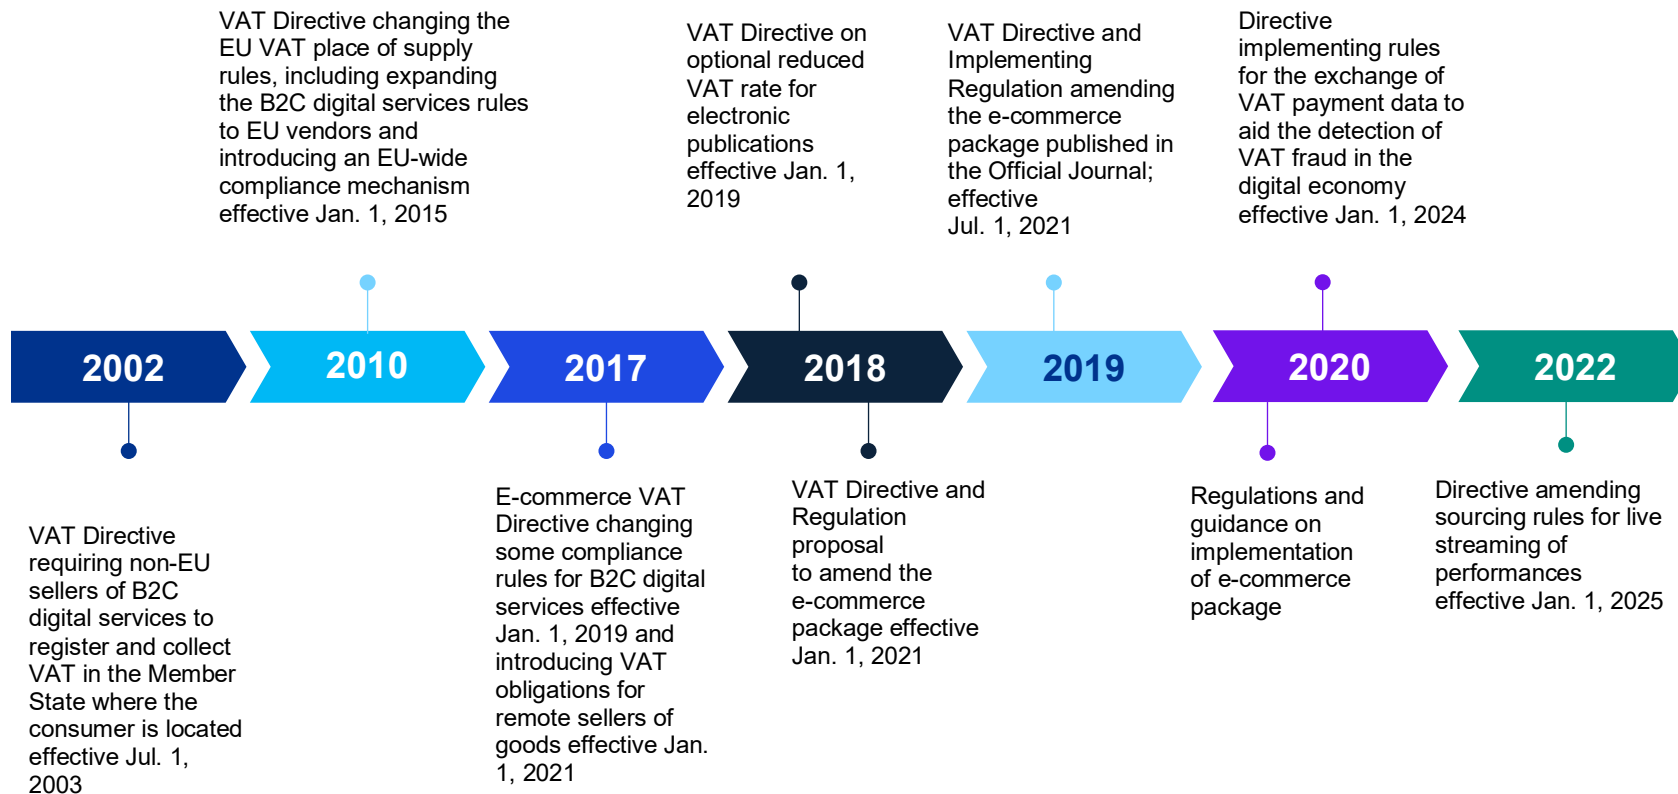 VAT Directive changing the
EU VAT place of supply
rules, including expanding
the B2C digital services rules
to EU vendors and
introducing an EU-wide
compliance mechanism
effective Jan. 1, 2015
VAT Directive on
optional reduced
VAT rate for
electronic
publications
effective Jan. 1,
2019
VAT Directive and
Implementing
Regulation amending
the e-commerce
package published in
the Official Journal;
effective
Jul. 1, 2021
Directive
implementing rules
for the exchange of
VAT payment data to
aid the detection of
VAT fraud in the
digital economy
effective Jan. 1, 2024
2002
2010
2017
2018
2019
2020
2022
VAT Directive
requiring non-EU
sellers of B2C
digital services to
register and collect
VAT in the Member
State where the
consumer is located
effective Jul. 1,
2003
E-commerce VAT
Directive changing
some compliance
rules for B2C digital
services effective
Jan. 1, 2019 and
introducing VAT
obligations for
remote sellers of
goods effective Jan.
1, 2021
VAT Directive and
Regulation
proposal
to amend the
e-commerce
package effective
Jan. 1, 2021
Regulations and
guidance on
implementation
of e-commerce
package
Directive amending
sourcing rules for live
streaming of
performances
effective Jan. 1, 2025